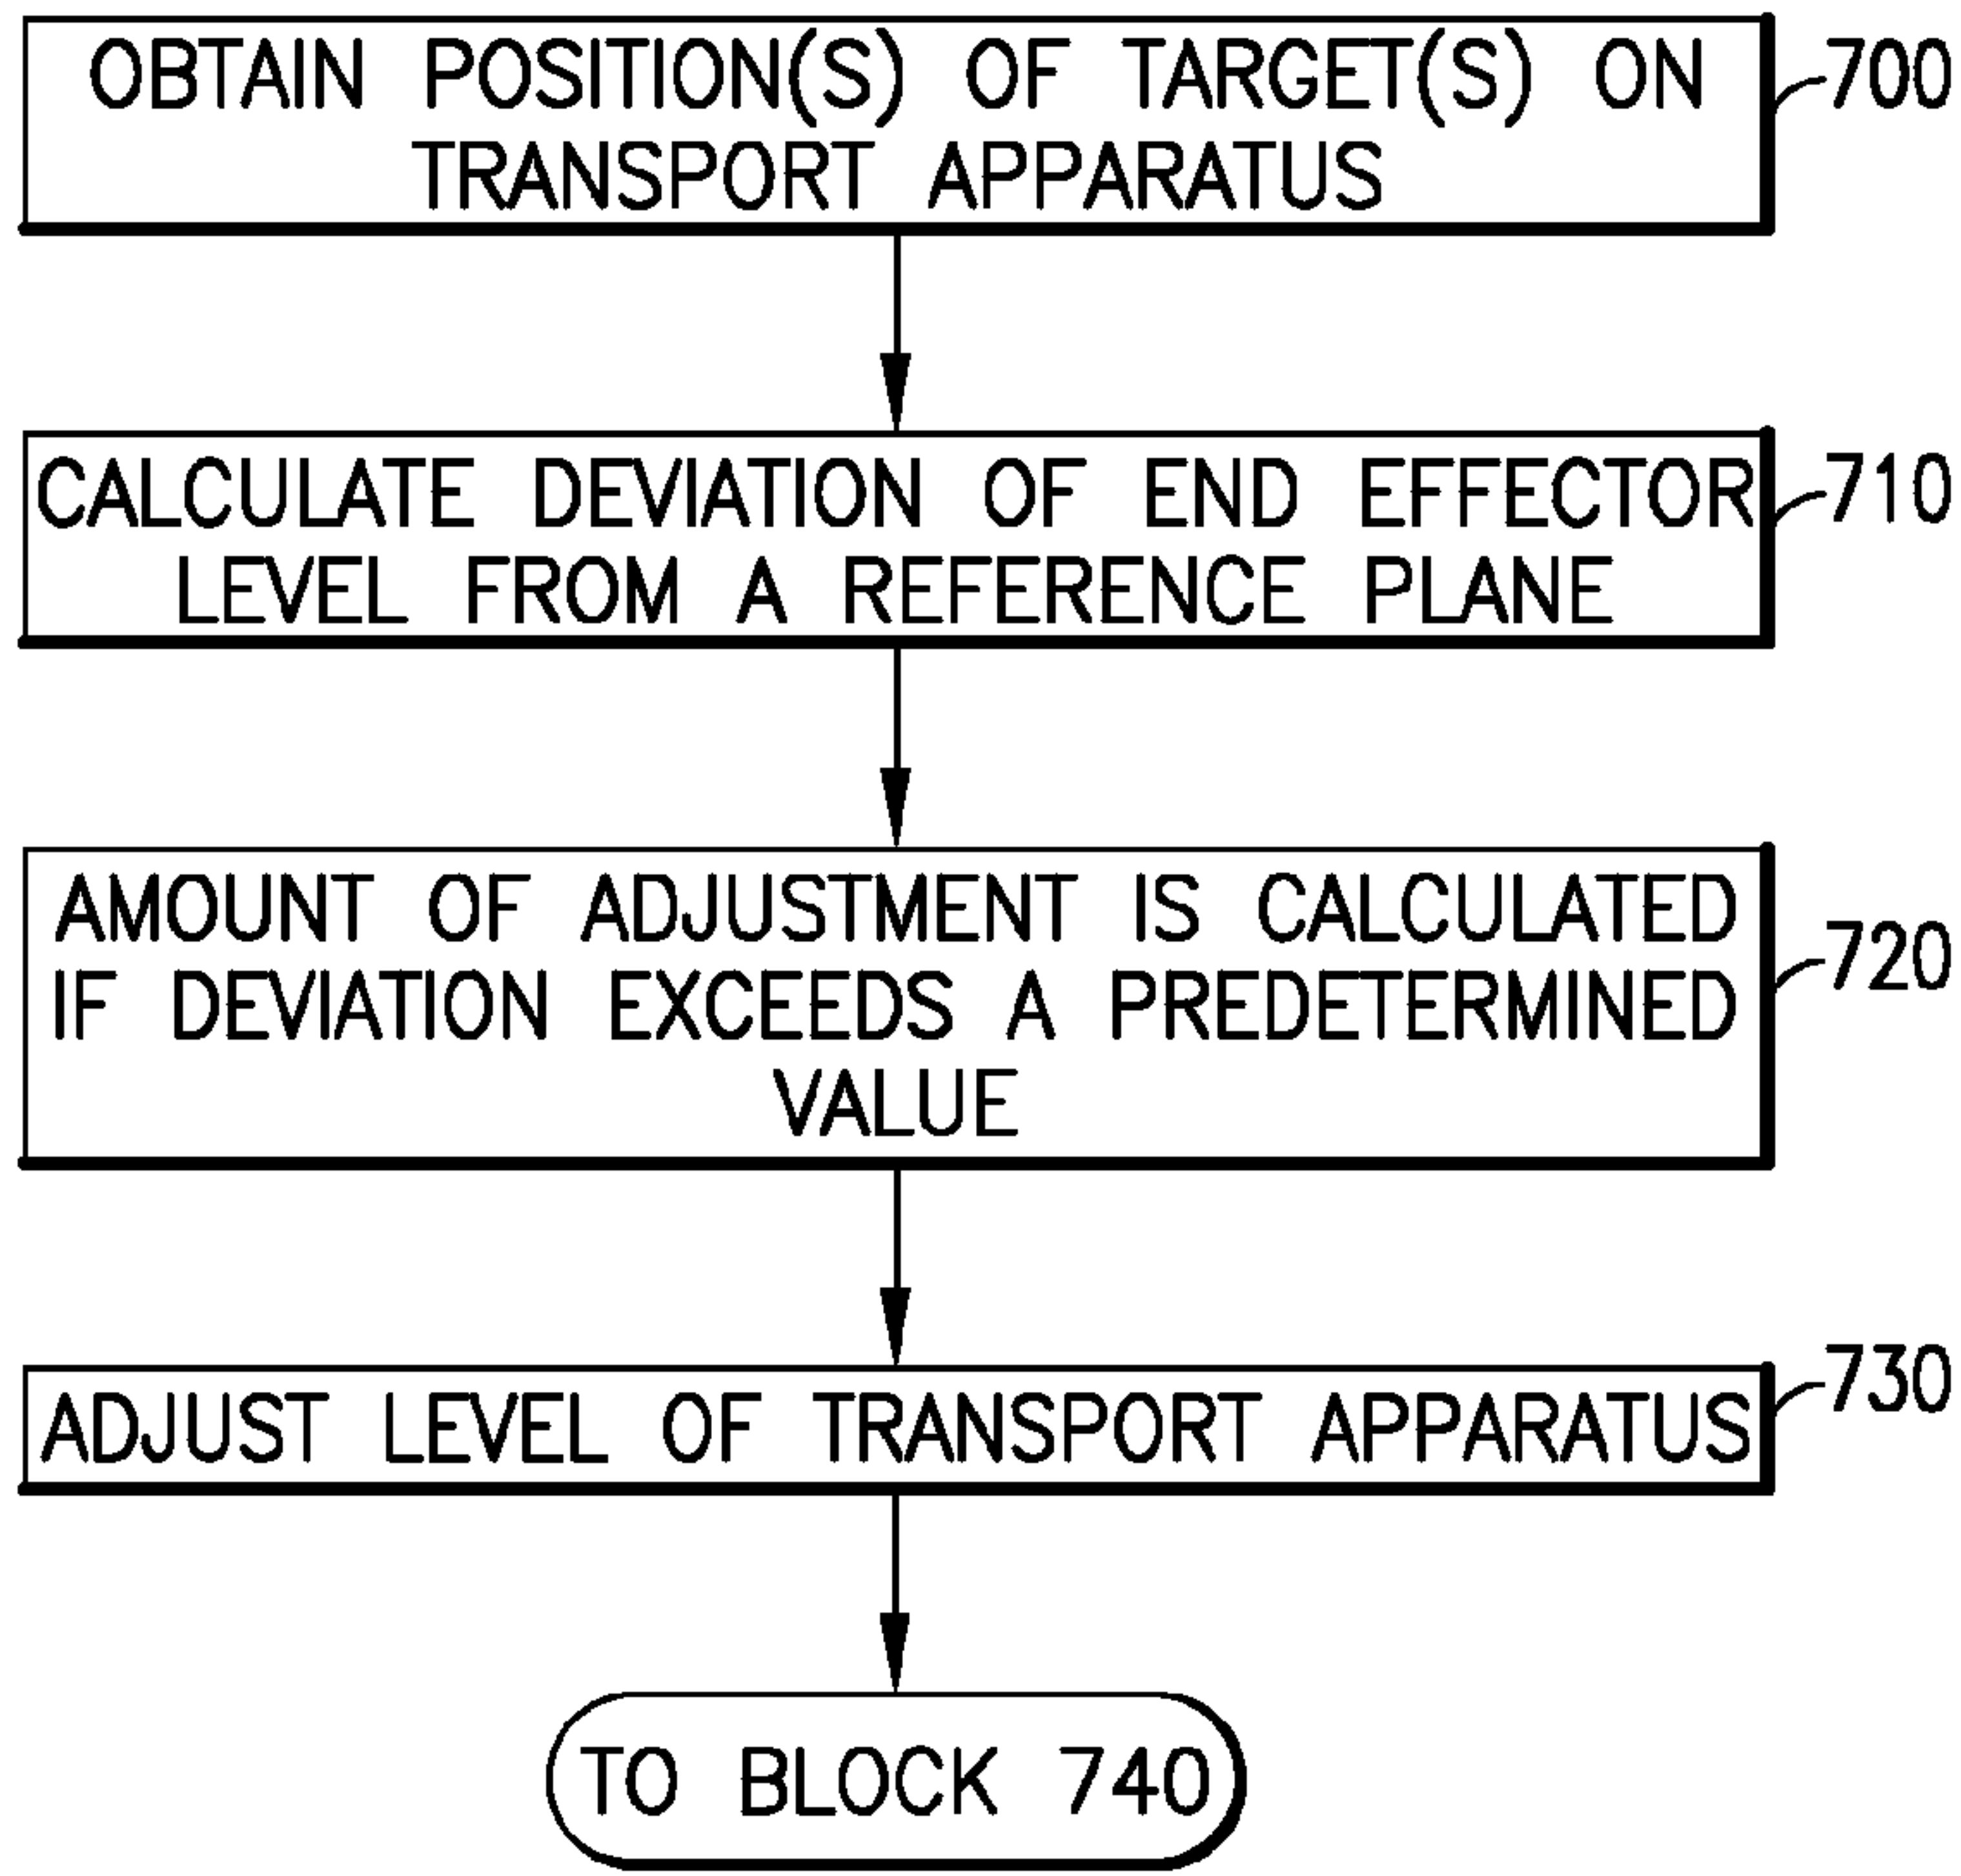 OBTAIN POSITION(S) OF TARGET(S) ON
TRANSPORT APPARATUS
700
CALCULATE DEVIATION OF END EFFECTOR
LEVEL FROM A REFERENCE PLANE
710
AMOUNT OF ADJUSTMENT IS CALCULATED
IF DEVIATION EXCEEDS A PREDETERMINED
VALUE
720
ADJUST LEVEL OF TRANSPORT APPARATUS
730
TO BLOCK 740